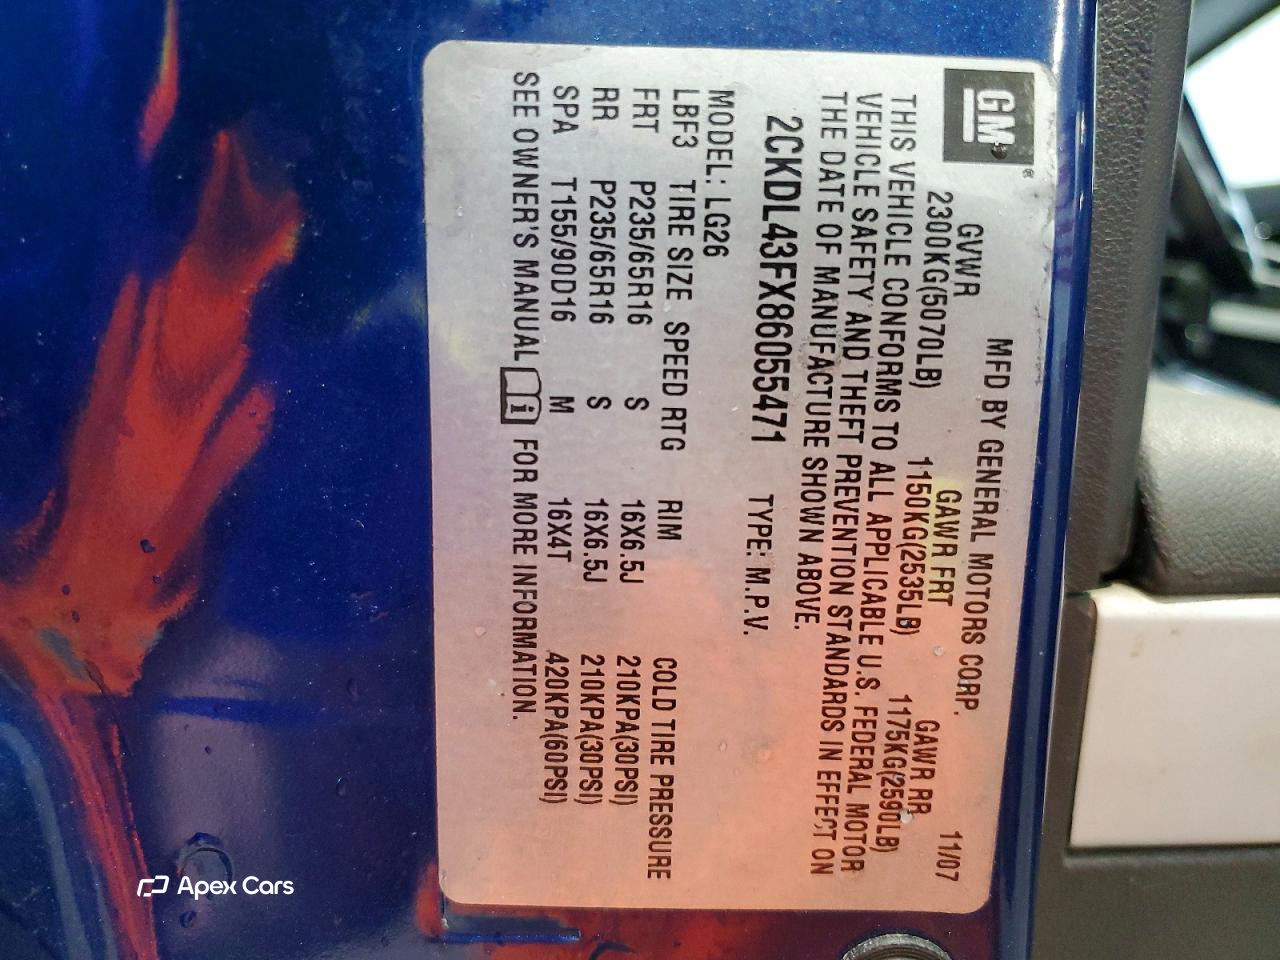 GM®
MFD BY GENERAL MOTORS CORP. 11/07
GVWR GAWR FRT GAWR RR
2300KG(5070LB) 1150KG(2535LB) 1175KG(2590LB)
THIS VEHICLE CONFORMS TO ALL APPLICABLE U.S. FEDERAL MOTOR
VEHICLE SAFETY AND THEFT PREVENTION STANDARDS IN EFFECT ON
THE DATE OF MANUFACTURE SHOWN ABOVE.
2CKDL43FX8605471 TYPE: M.P.V.
MODEL: LG26
LBF3 TIRE SIZE SPEED RTG RIM COLD TIRE PRESSURE
FRT P235/65R16 S 16X6.5J 210KPA(30PSI)
RR P235/65R16 S 16X6.5J 210KPA(30PSI)
SPA T155/90D16 M 16X4T 420KPA(60PSI)
SEE OWNER'S MANUAL i FOR MORE INFORMATION.
Apex Cars